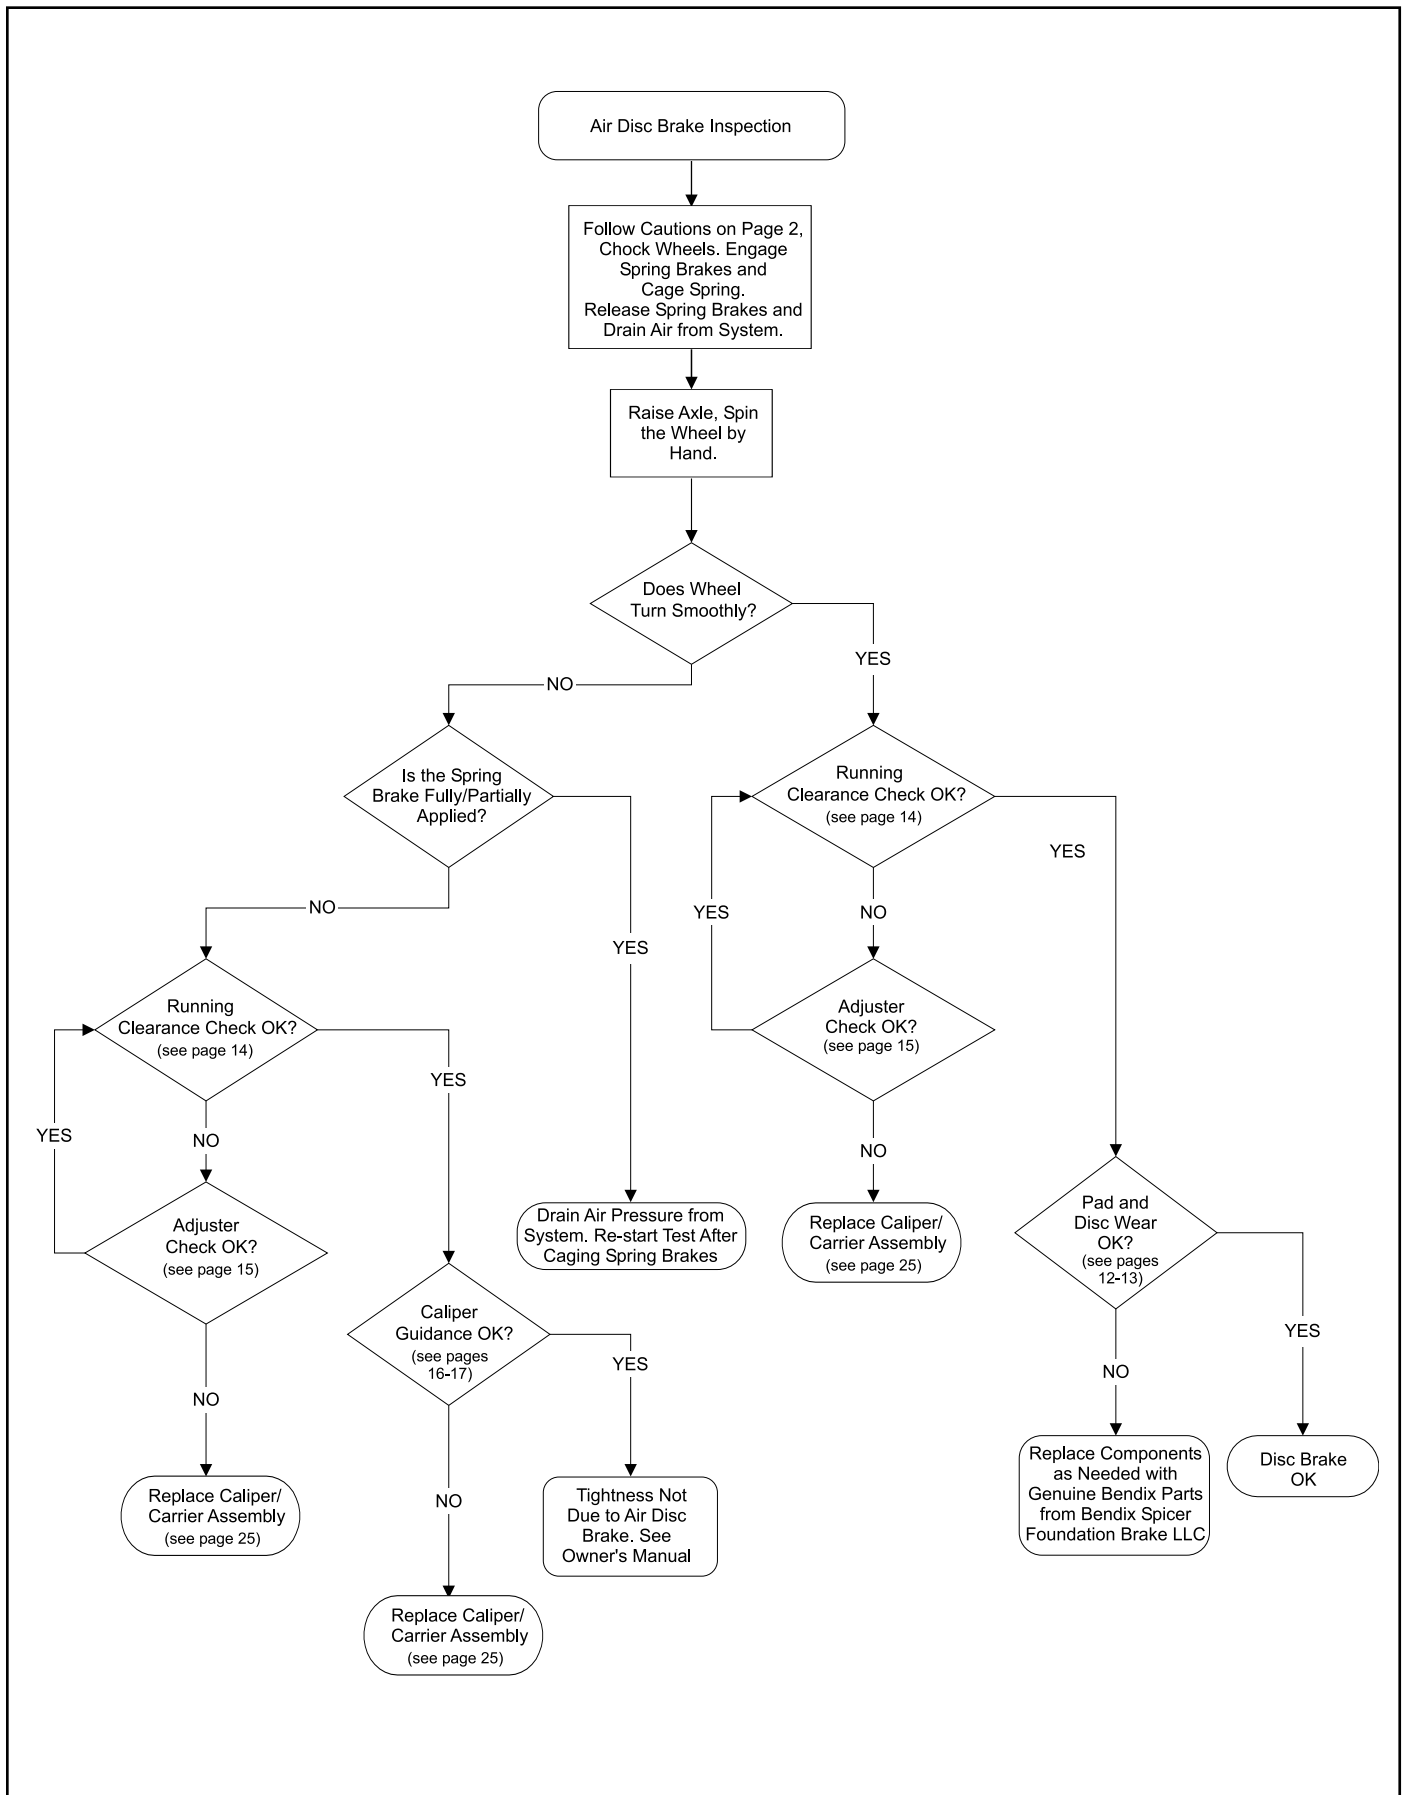 Air Disc Brake Inspection
Follow Cautions on Page 2,
Chock Wheels. Engage
Spring Brakes and
Cage Spring.
Release Spring Brakes and
Drain Air from System.
Raise Axle, Spin
the Wheel by
Hand.
Does Wheel
Turn Smoothly?
YES
NO
Is the Spring
Brake Fully/Partially
Applied?
Running
Clearance Check OK?
(see page 14)
YES
NO
YES
NO
YES
Running
Clearance Check OK?
(see page 14)
Adjuster
Check OK?
(see page 15)
YES
YES
NO
NO
Adjuster
Check OK?
(see page 15)
Drain Air Pressure from
System. Re-start Test After
Caging Spring Brakes
Replace Caliper/
Carrier Assembly
(see page 25)
Pad and
Disc Wear
OK?
(see pages
12-13)
Caliper
Guidance OK?
(see pages
16-17)
YES
YES
NO
NO
Replace Components
as Needed with
Genuine Bendix Parts
from Bendix Spicer
Foundation Brake LLC
Disc Brake
OK
Replace Caliper/
Carrier Assembly
(see page 25)
NO
Tightness Not
Due to Air Disc
Brake. See
Owner's Manual
Replace Caliper/
Carrier Assembly
(see page 25)